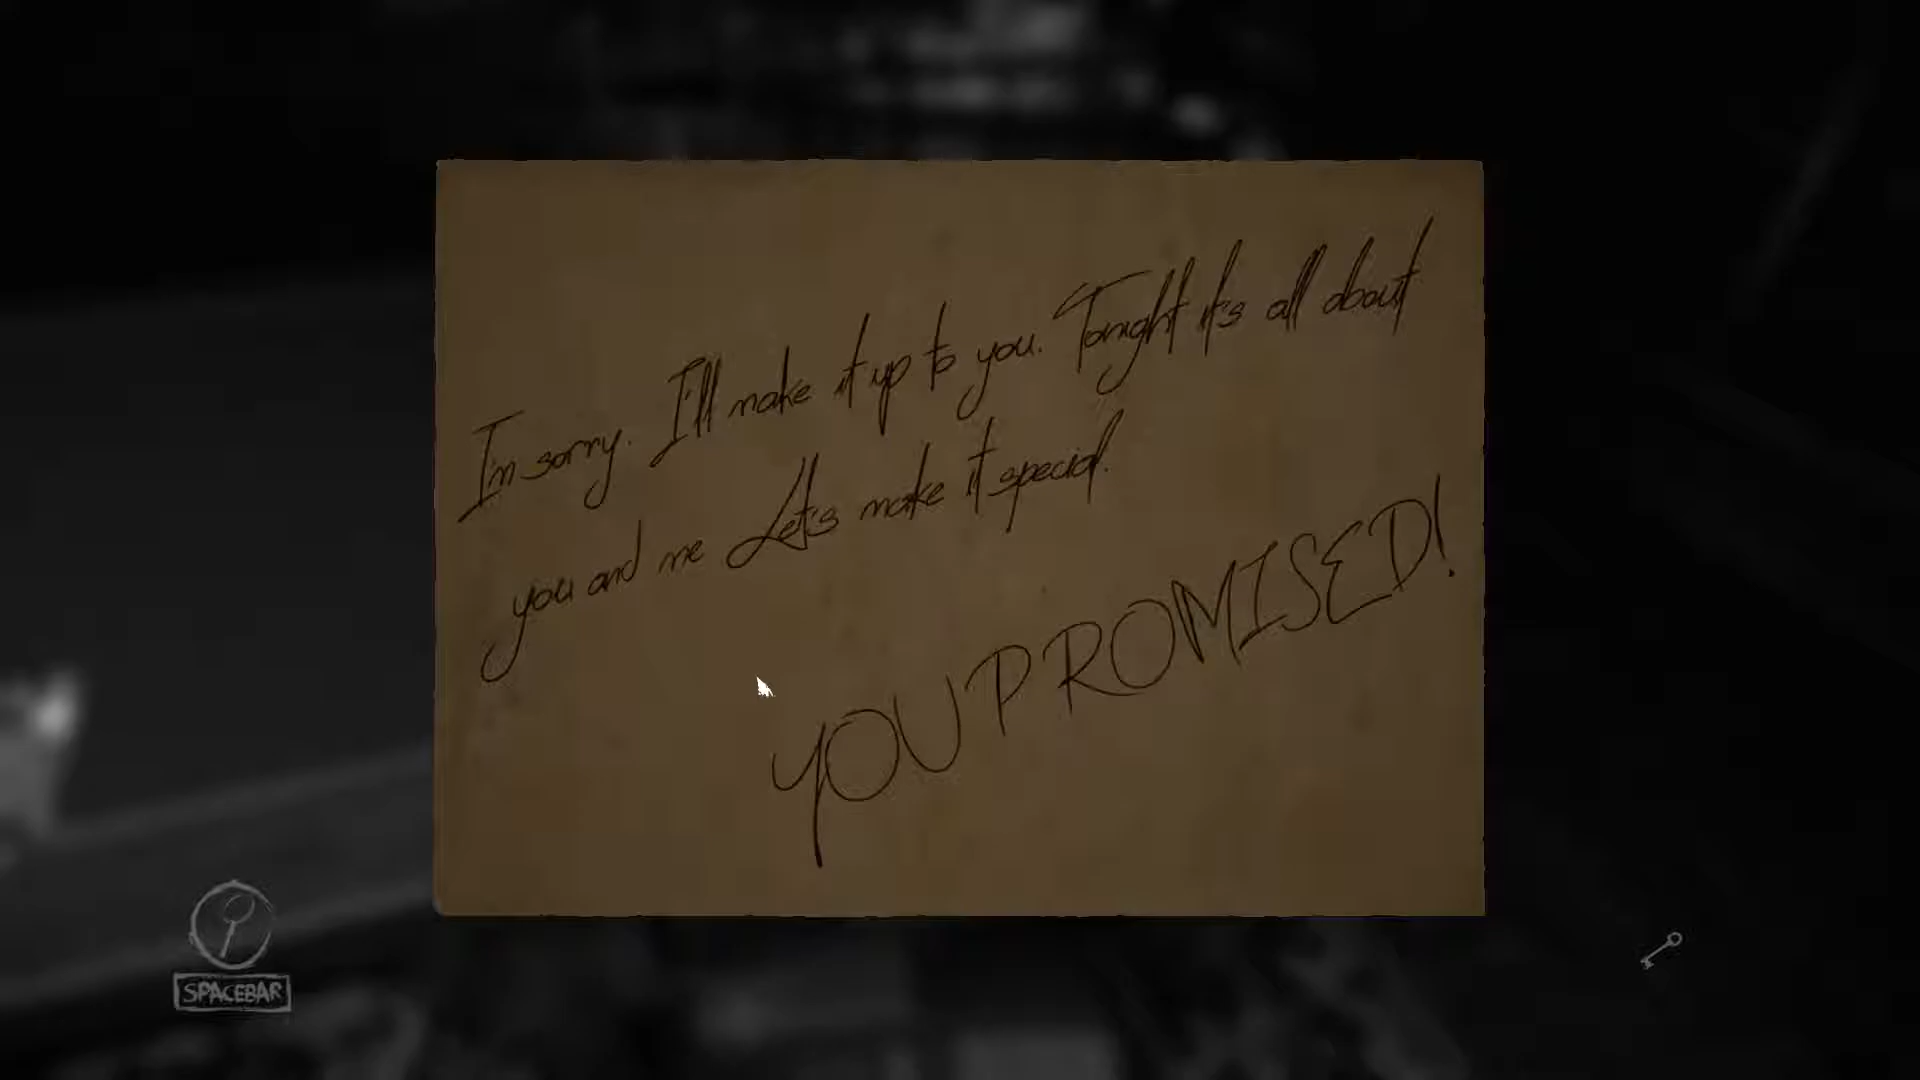 I'm sorry. I'll make it up to you. Tonight it's all about
you and me Let's make it special.
YOU PROMISED!
SPACEBAR